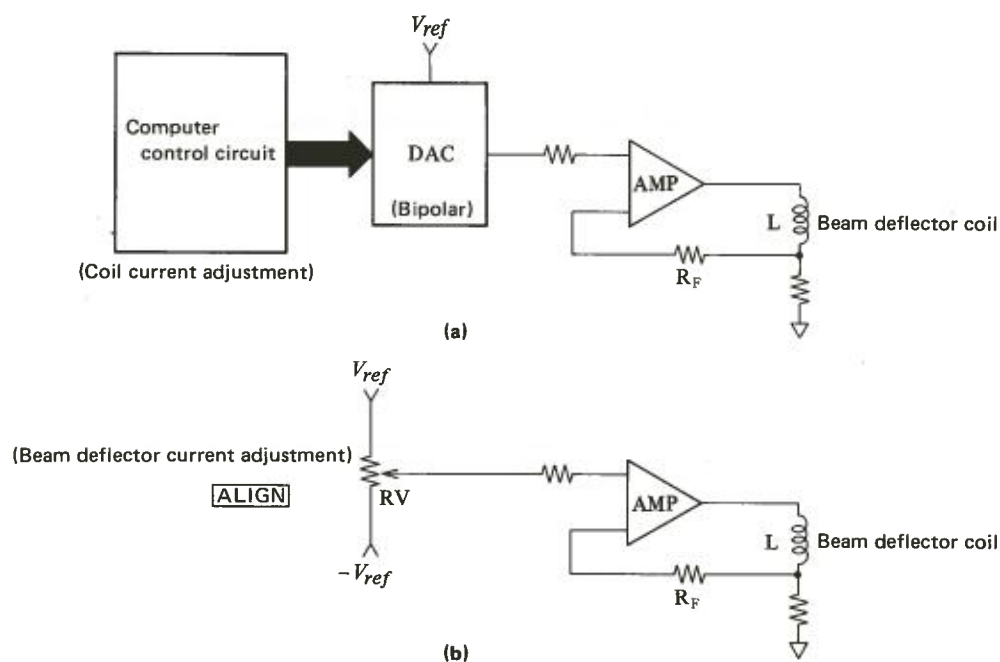 V_ref
Computer
control circuit
DAC
(Bipolar)
AMP
L
Beam deflector coil
R_F
(Coil current adjustment)
(a)
V_ref
(Beam deflector current adjustment)
ALIGN
RV
-V_ref
AMP
L
Beam deflector coil
R_F
(b)